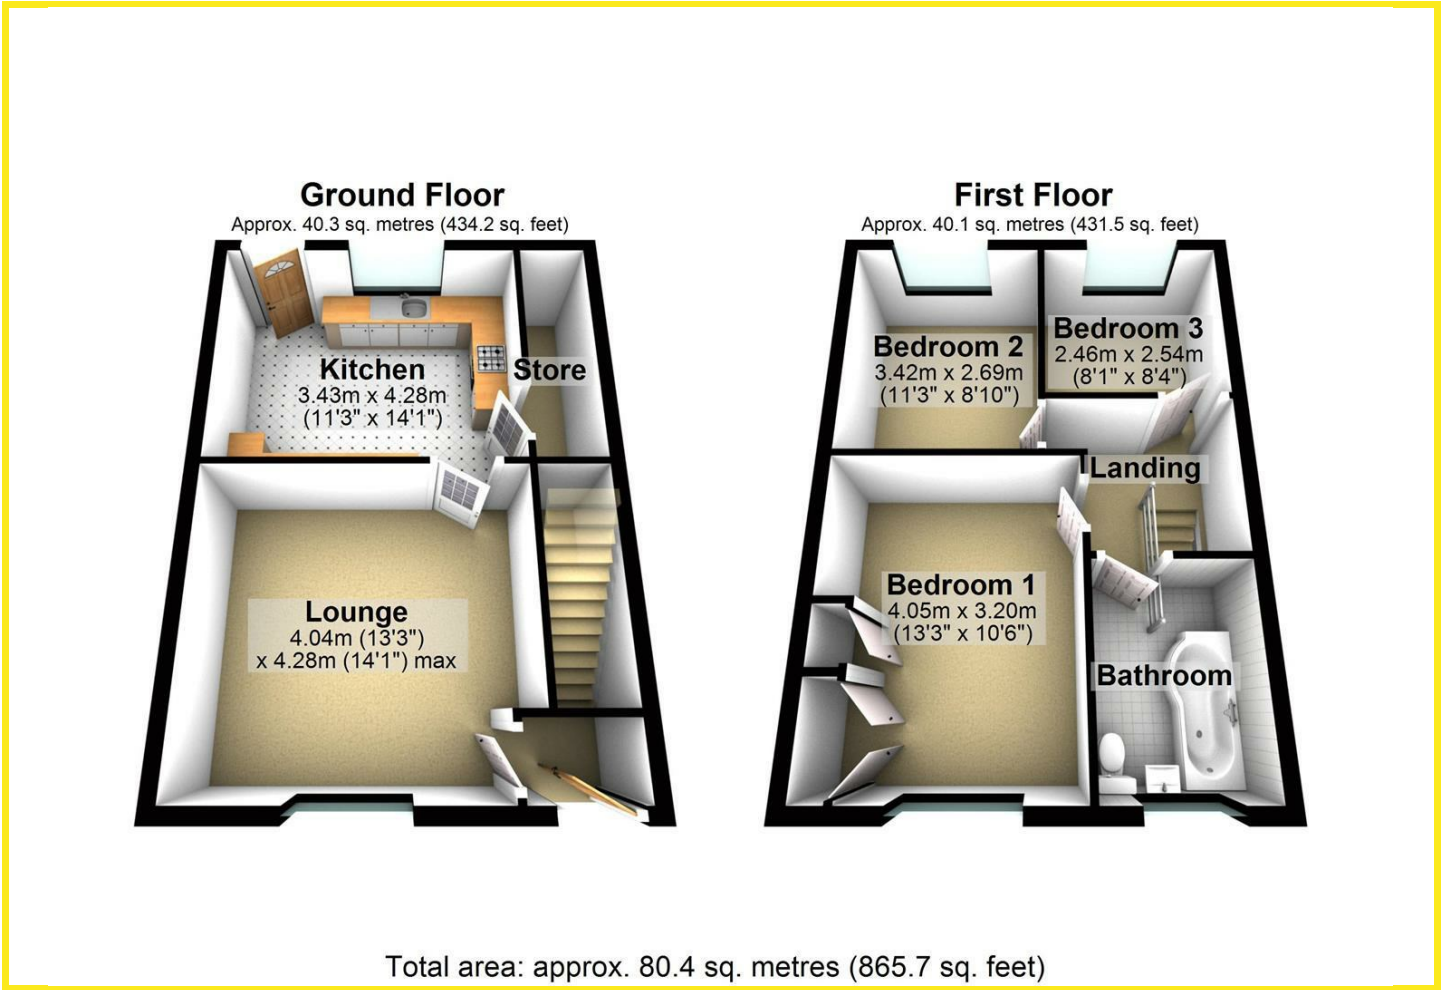 Ground Floor
Approx. 40.3 sq. metres (434.2 sq. feet)
Kitchen
3.43m x 4.28m
(11'3" x 14'1")
Store
Lounge
4.04m (13'3")
x 4.28m (14'1") max
First Floor
Approx. 40.1 sq. metres (431.5 sq. feet)
Bedroom 2
3.42m x 2.69m
(11'3" x 8'10")
Bedroom 3
2.46m x 2.54m
(8'1" x 8'4")
Landing
Bedroom 1
4.05m x 3.20m
(13'3" x 10'6")
Bathroom
Total area: approx. 80.4 sq. metres (865.7 sq. feet)